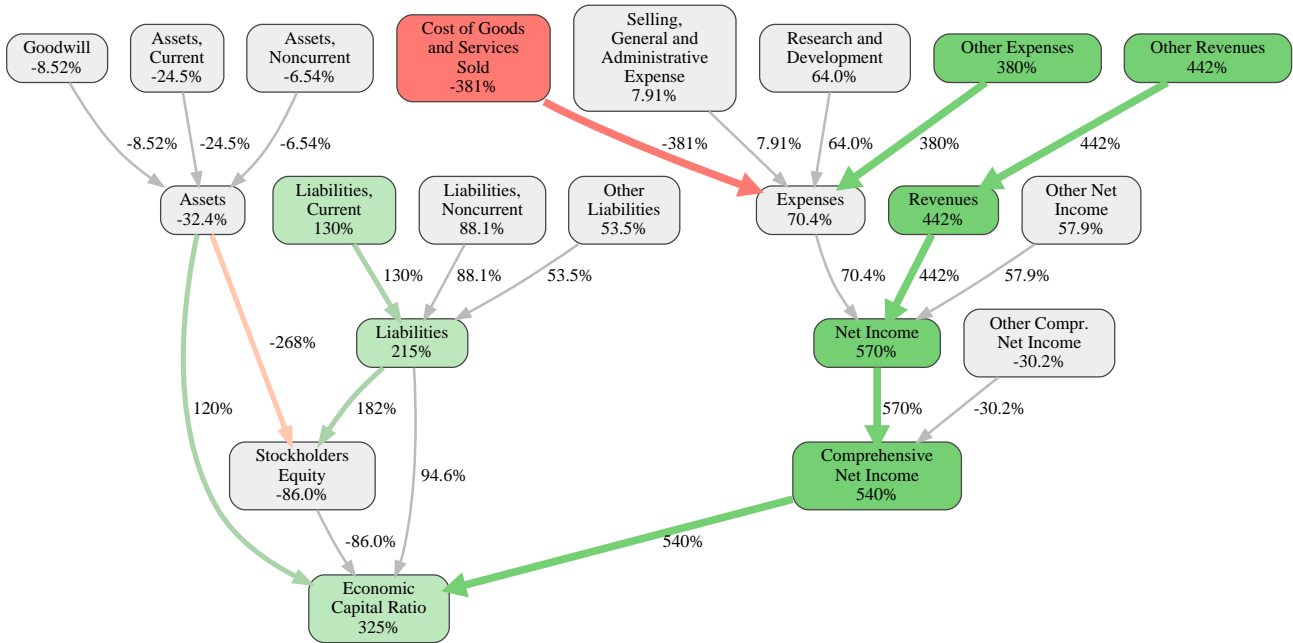 Goodwill
-8.52%
Assets,
Current
-24.5%
Assets,
Noncurrent
-6.54%
Cost of Goods
and Services
Sold
-381%
Selling,
General and
Administrative
Expense
7.91%
Research and
Development
64.0%
Other Expenses
380%
Other Revenues
442%
-8.52%
-24.5%
-6.54%
-381%
7.91%
64.0%
380%
442%
Assets
-32.4%
Liabilities,
Current
130%
Liabilities,
Noncurrent
88.1%
Other
Liabilities
53.5%
Expenses
70.4%
Revenues
442%
Other Net
Income
57.9%
130%
88.1%
53.5%
70.4%
442%
57.9%
-268%
Liabilities
215%
Net Income
570%
Other Compr.
Net Income
-30.2%
120%
182%
94.6%
570%
-30.2%
Stockholders
Equity
-86.0%
Comprehensive
Net Income
540%
-86.0%
540%
Economic
Capital Ratio
325%